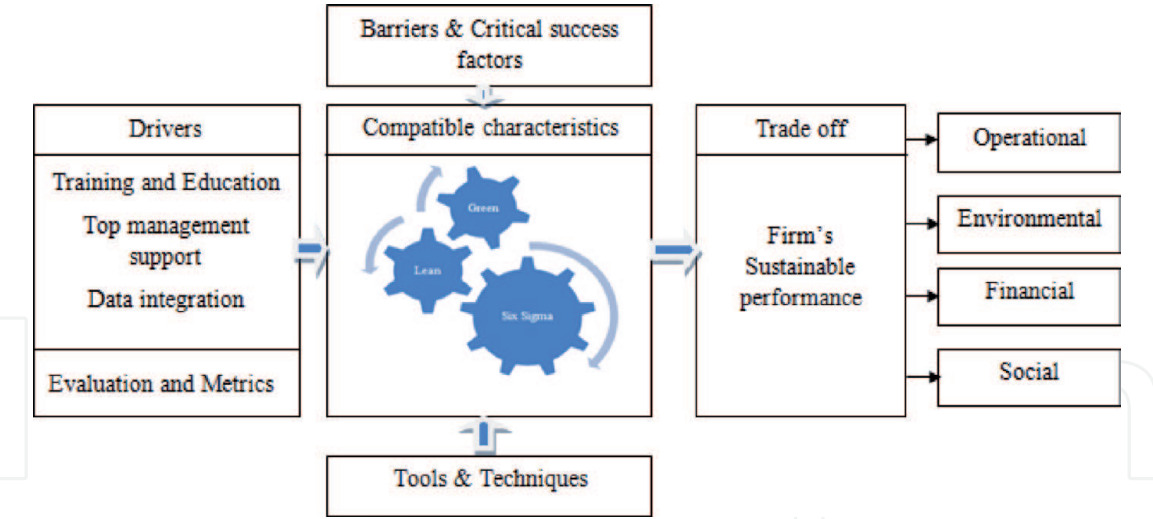 Barriers & Critical success
factors
Drivers
Training and Education
Top management
support
Data integration
Evaluation and Metrics
Compatible characteristics
Green
Lean
Six Sigma
Tools & Techniques
Trade off
Firm's
Sustainable
performance
Operational
Environmental
Financial
Social